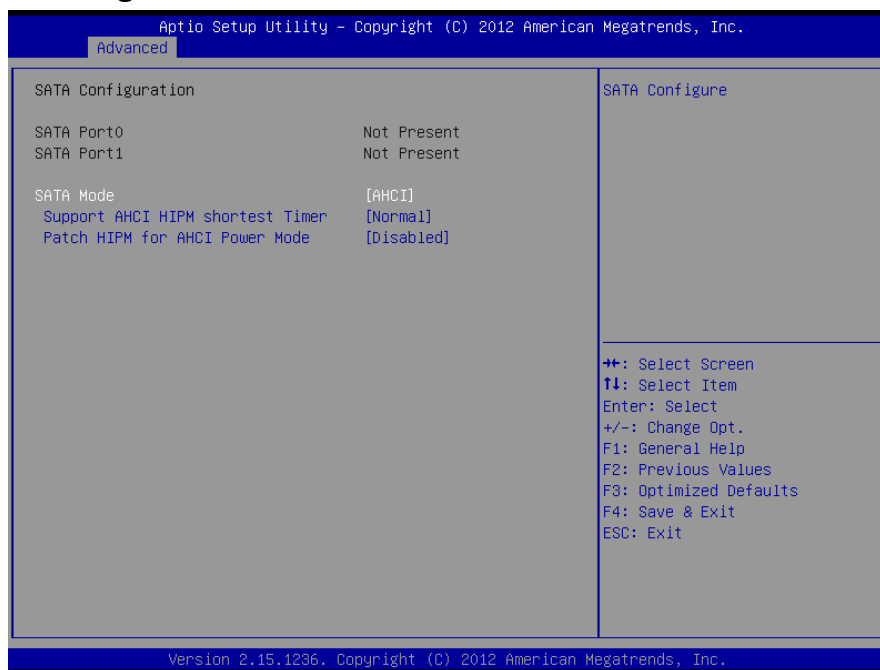 Aptio Setup Utility – Copyright (C) 2012 American Megatrends, Inc.
Advanced
SATA Configuration
SATA Port0 Not Present
SATA Port1 Not Present
SATA Mode [AHCI]
Support AHCI HIPM shortest Timer [Normal]
Patch HIPM for AHCI Power Mode [Disabled]
SATA Configure
→←: Select Screen
↑↓: Select Item
Enter: Select
+/-: Change Opt.
F1: General Help
F2: Previous Values
F3: Optimized Defaults
F4: Save & Exit
ESC: Exit
Version 2.15.1236. Copyright (C) 2012 American Megatrends, Inc.